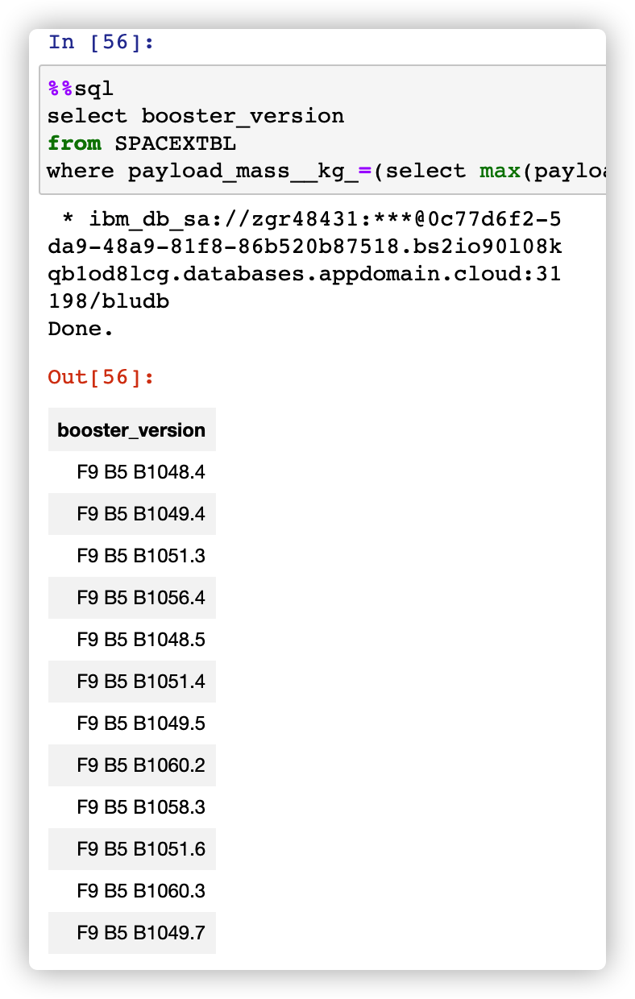 In [56]:
%%sql
select booster_version
from SPACEXTBL
where payload_mass__kg_=(select max(payloa
* ibm_db_sa://zgr48431:***@0c77d6f2-5
da9-48a9-81f8-86b520b87518.bs2io90l08k
qb1od8lcg.databases.appdomain.cloud:31
198/bludb
Done.
Out[56]:
booster_version
F9 B5 B1048.4
F9 B5 B1049.4
F9 B5 B1051.3
F9 B5 B1056.4
F9 B5 B1048.5
F9 B5 B1051.4
F9 B5 B1049.5
F9 B5 B1060.2
F9 B5 B1058.3
F9 B5 B1051.6
F9 B5 B1060.3
F9 B5 B1049.7